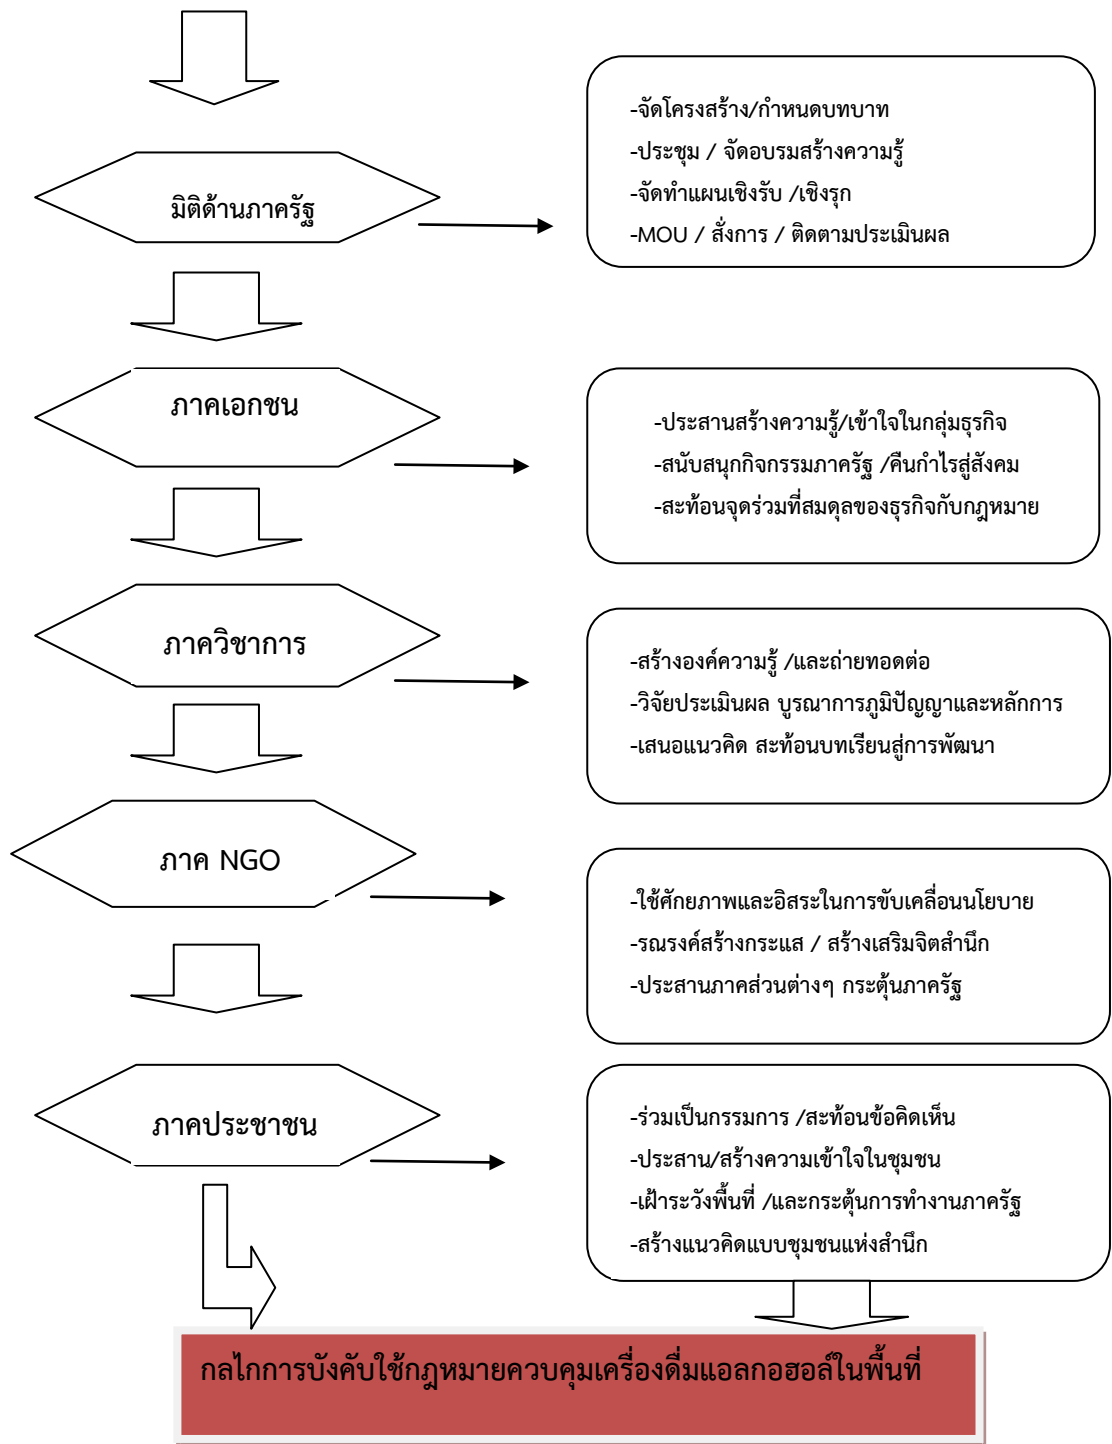 มิติด้านภาครัฐ
-จัดโครงสร้าง/กำหนดบทบาท
-ประชุม / จัดอบรมสร้างความรู้
-จัดทำแผนเชิงรับ /เชิงรุก
-MOU / สั่งการ / ติดตามประเมินผล
ภาคเอกชน
-ประสานสร้างความรู้/เข้าใจในกลุ่มธุรกิจ
-สนับสนุกกิจกรรมภาครัฐ /คืนกำไรสู่สังคม
-สะท้อนจุดร่วมที่สมดุลของธุรกิจกับกฎหมาย
ภาควิชาการ
-สร้างองค์ความรู้ /และถ่ายทอดต่อ
-วิจัยประเมินผล บูรณาการภูมิปัญญาและหลักการ
-เสนอแนวคิด สะท้อนบทเรียนสู่การพัฒนา
ภาค NGO
-ใช้ศักยภาพและอิสระในการขับเคลื่อนนโยบาย
-รณรงค์สร้างกระแส / สร้างเสริมจิตสำนึก
-ประสานภาคส่วนต่างๆ กระตุ้นภาครัฐ
ภาคประชาชน
-ร่วมเป็นกรรมการ /สะท้อนข้อคิดเห็น
-ประสาน/สร้างความเข้าใจในชุมชน
-เฝ้าระวังพื้นที่ /และกระตุ้นการทำงานภาครัฐ
-สร้างแนวคิดแบบชุมชนแห่งสำนึก
กลไกการบังคับใช้กฎหมายควบคุมเครื่องดื่มแอลกอฮอล์ในพื้นที่